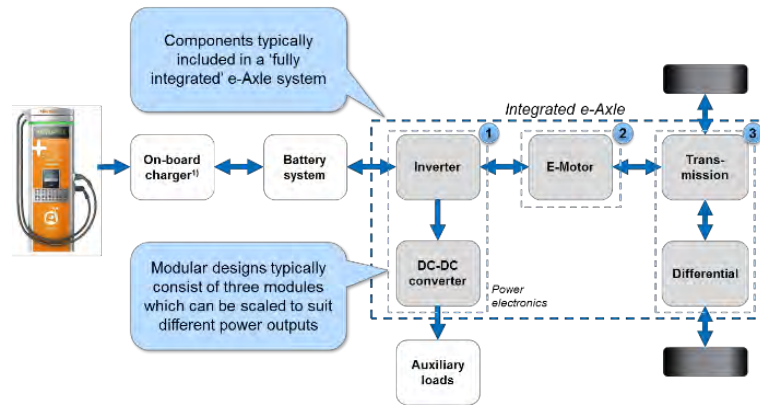 Components typically
included in a 'fully
integrated' e-Axle system
Integrated e-Axle
1
2
3
On-board
charger1)
Battery
system
Inverter
E-Motor
Trans-
mission
Modular designs typically
consist of three modules
which can be scaled to suit
different power outputs
DC-DC
converter
Power
electronics
Differential
Auxiliary
loads